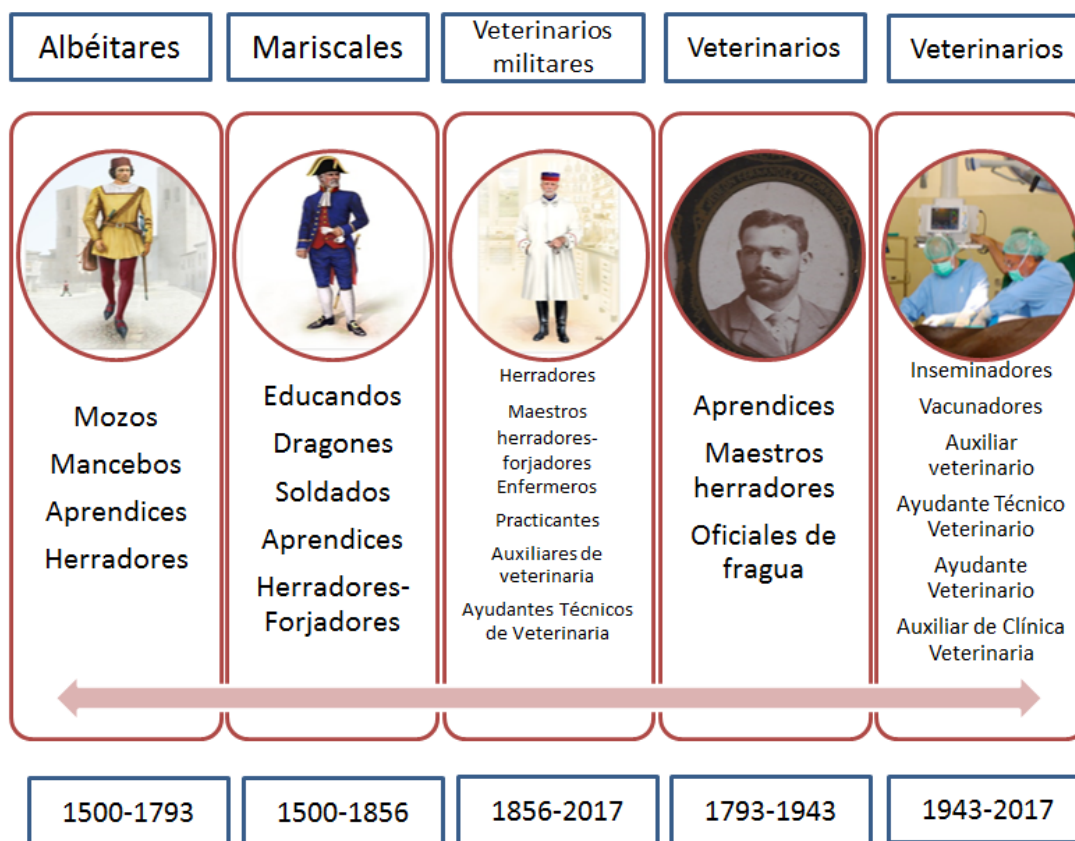 Albéitares
Mariscales
Veterinarios
militares
Veterinarios
Veterinarios
Mozos
Mancebos
Aprendices
Herradores
Educandos
Dragones
Soldados
Aprendices
Herradores-
Forjadores
Herradores
Maestros
herradores-
forjadores
Enfermeros
Practicantes
Auxiliares de
veterinaria
Ayudantes Técnicos
de Veterinaria
Aprendices
Maestros
herradores
Oficiales de
fragua
Inseminadores
Vacunadores
Auxiliar
veterinario
Ayudante Técnico
Veterinario
Ayudante
Veterinario
Auxiliar de Clínica
Veterinaria
1500-1793
1500-1856
1856-2017
1793-1943
1943-2017